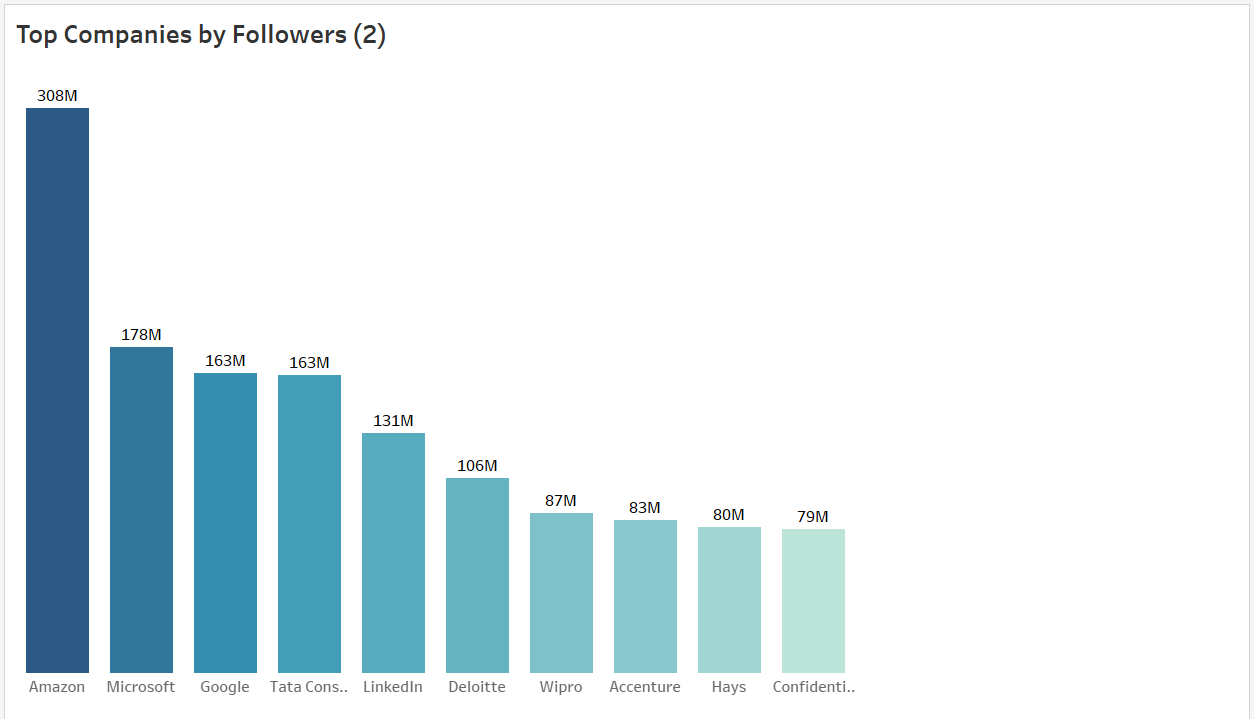 Top Companies by Followers (2)
308M
178M
163M
163M
131M
106M
87M
83M
80M
79M
Amazon Microsoft Google Tata Cons.. LinkedIn Deloitte Wipro Accenture Hays Confidenti..